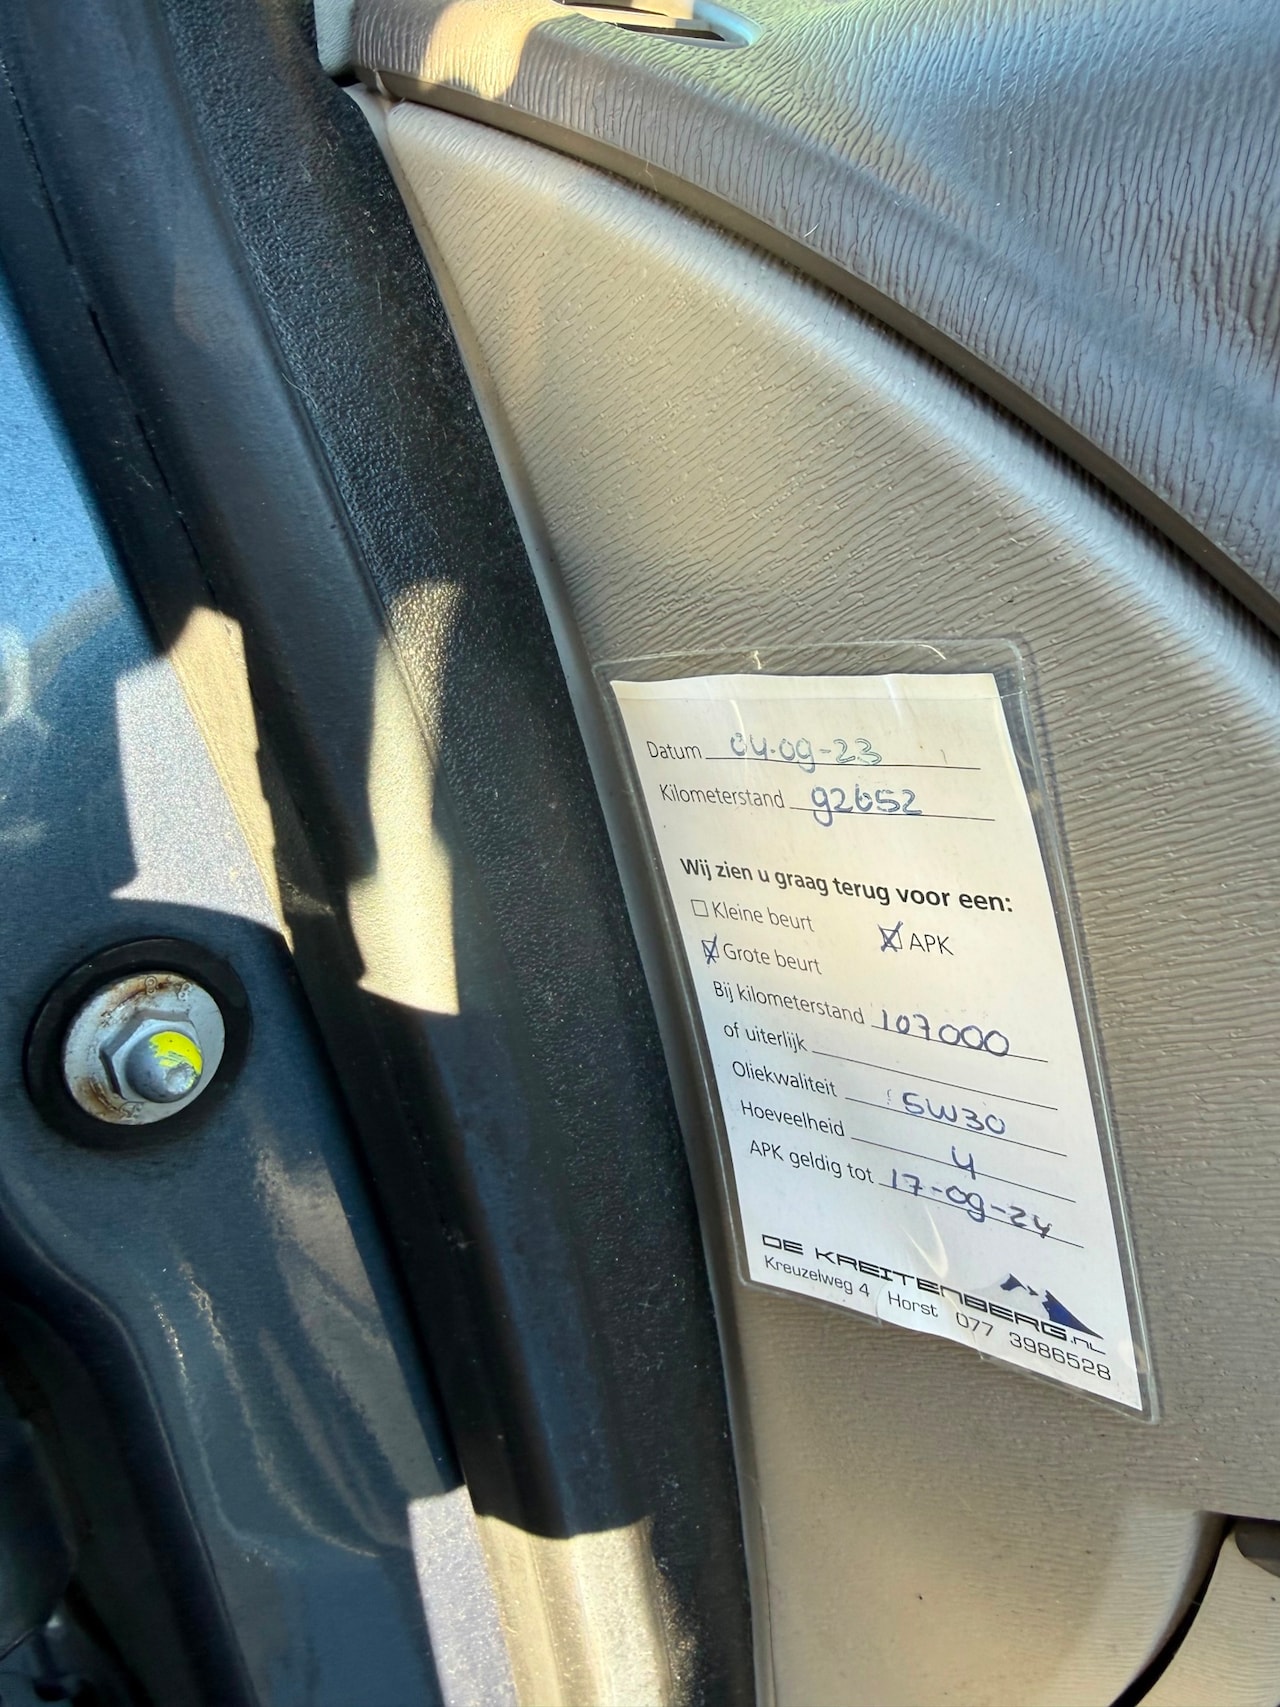 Datum 04-09-23
Kilometerstand 92652
Wij zien u graag terug voor een:
Kleine beurt APK
Grote beurt
Bij kilometerstand 107000
of uiterlijk
Oliekwaliteit 5W30
Hoeveelheid 4
APK geldig tot 17-09-24
DE KREITENBERG.nl
Kreuzelweg 4 Horst 077 3986528
8 8